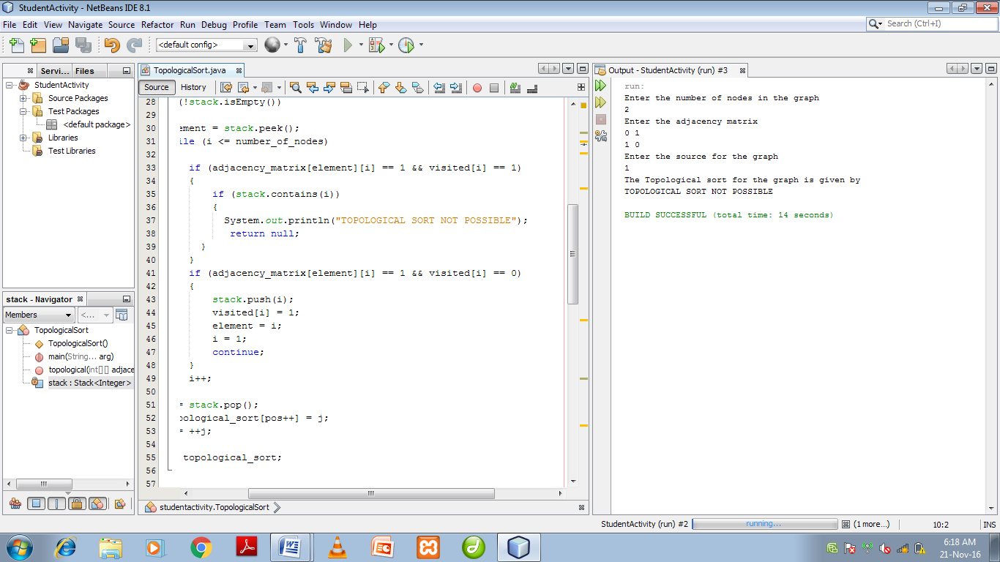 StudentActivity - NetBeans IDE 8.1
File Edit View Navigate Source Refactor Run Debug Profile Team Tools Window Help
Search (Ctrl+I)
<default config>
Servi... Files
StudentActivity
Source Packages
Test Packages
<default package>
Libraries
Test Libraries
stack - Navigator
Members
<...
TopologicalSort
TopologicalSort()
main(String... arg)
topological(int[][] adjace
stack : Stack<Integer>
TopologicalSort.java
Source History
28 (!stack.isEmpty())
29
30 ement = stack.peek();
31 ile (i <= number_of_nodes)
32
33 if (adjacency_matrix[element][i] == 1 && visited[i] == 1)
34 {
35 if (stack.contains(i))
36 {
37 System.out.println("TOPOLOGICAL SORT NOT POSSIBLE");
38 return null;
39 }
40 }
41 if (adjacency_matrix[element][i] == 1 && visited[i] == 0)
42 {
43 stack.push(i);
44 visited[i] = 1;
45 element = i;
46 i = 1;
47 continue;
48 }
49 i++;
50
51 = stack.pop();
52 pological_sort[pos++] = j;
53 = ++j;
54
55 topological_sort;
56
57
studentactivity.TopologicalSort
Output - StudentActivity (run) #3
run:
Enter the number of nodes in the graph
2
Enter the adjacency matrix
0 1
1 0
Enter the source for the graph
1
The Topological sort for the graph is given by
TOPOLOGICAL SORT NOT POSSIBLE
BUILD SUCCESSFUL (total time: 14 seconds)
StudentActivity (run) #2 running... (1 more...) 10:2 INS
6:18 AM
21-Nov-16